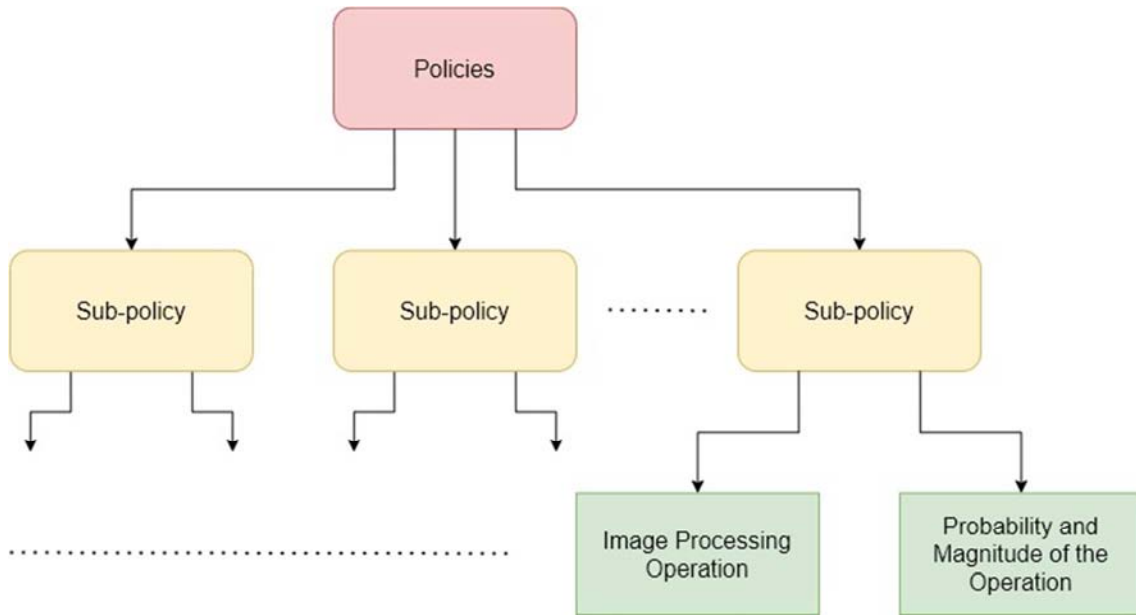 Policies
Sub-policy
Sub-policy
Sub-policy
Image Processing
Operation
Probability and
Magnitude of the
Operation